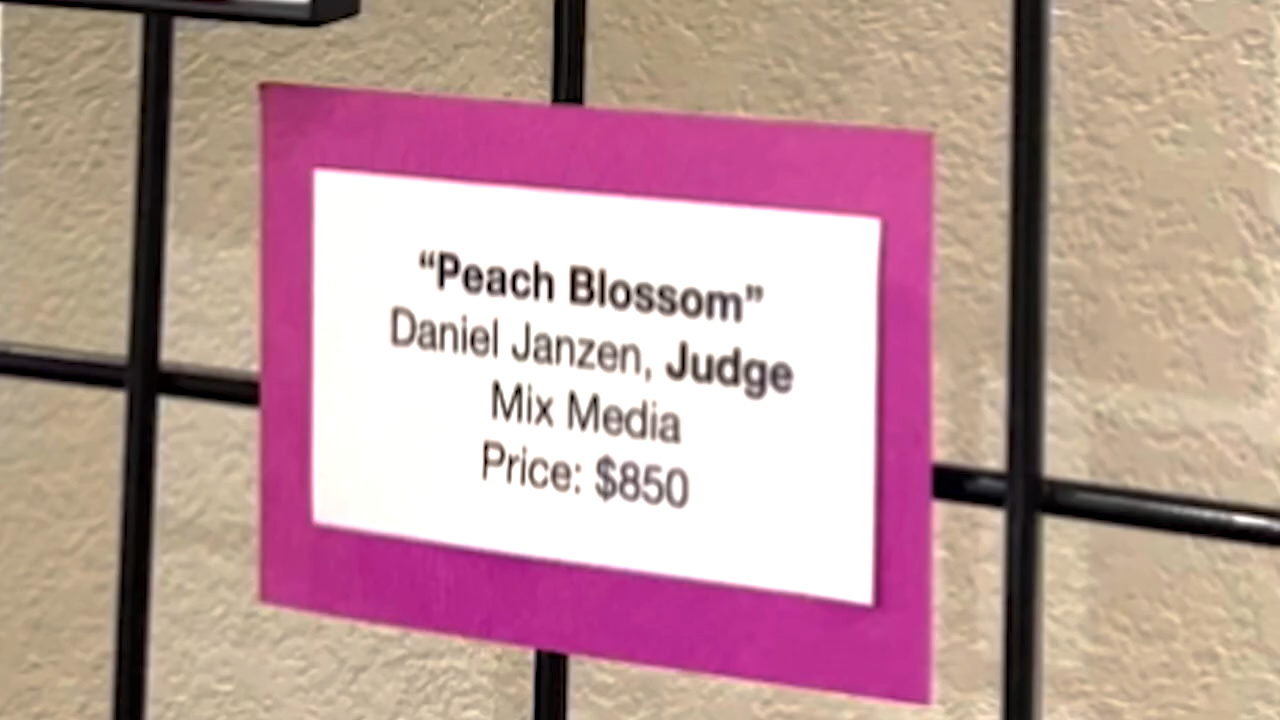 “Peach Blossom”
Daniel Janzen, Judge
Mix Media
Price: $850